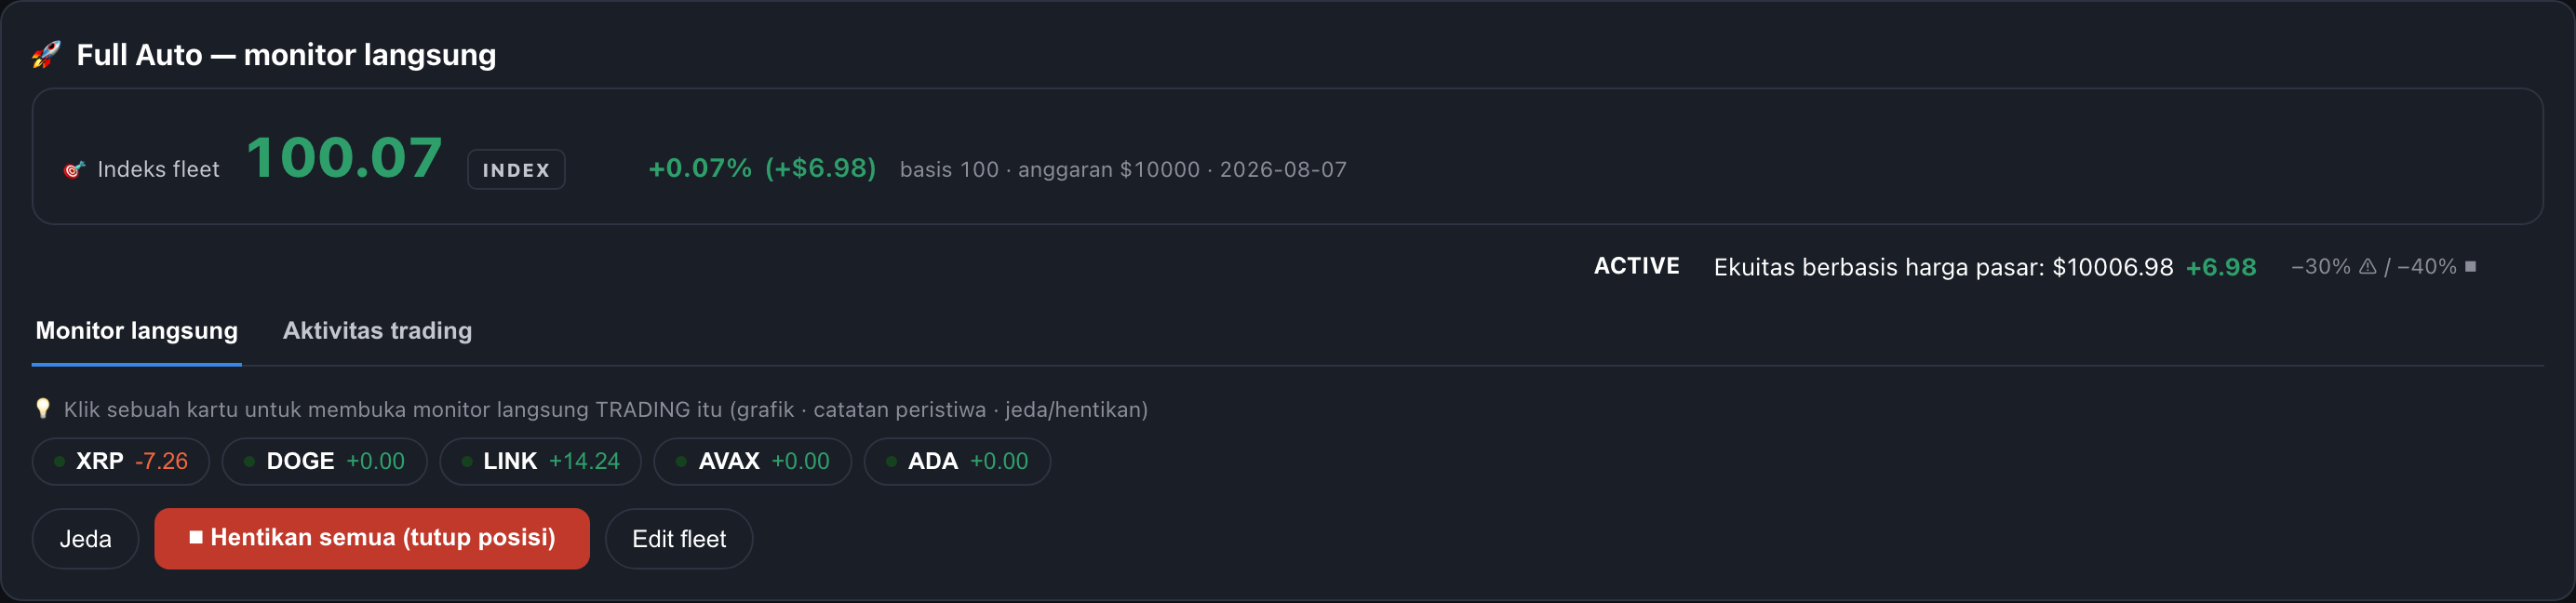 🚀 Full Auto — monitor langsung
🎯 Indeks fleet 100.07 INDEX +0.07% (+$6.98) basis 100 · anggaran $10000 · 2026-08-07
ACTIVE Ekuitas berbasis harga pasar: $10006.98 +6.98 −30% ⚠ / −40% ■
Monitor langsung Aktivitas trading
💡 Klik sebuah kartu untuk membuka monitor langsung TRADING itu (grafik · catatan peristiwa · jeda/hentikan)
XRP -7.26 DOGE +0.00 LINK +14.24 AVAX +0.00 ADA +0.00
Jeda ■ Hentikan semua (tutup posisi) Edit fleet